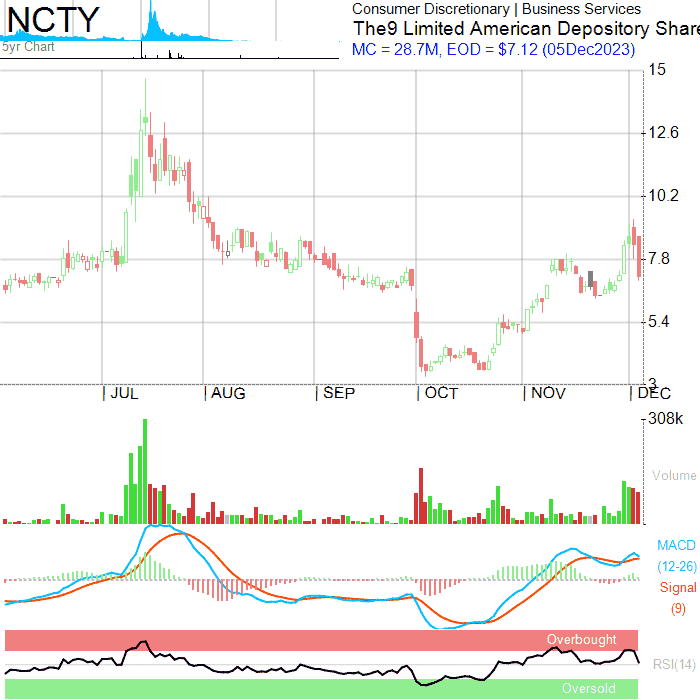 NCTY
5yr Chart
Consumer Discretionary | Business Services
The9 Limited American Depository Share
MC = 28.7M, EOD = $7.12 (05Dec2023)
15
12.6
10.2
7.8
5.4
3
JUL
AUG
SEP
OCT
NOV
DEC
308k
Volume
MACD
(12-26)
Signal
(9)
Overbought
RSI(14)
Oversold